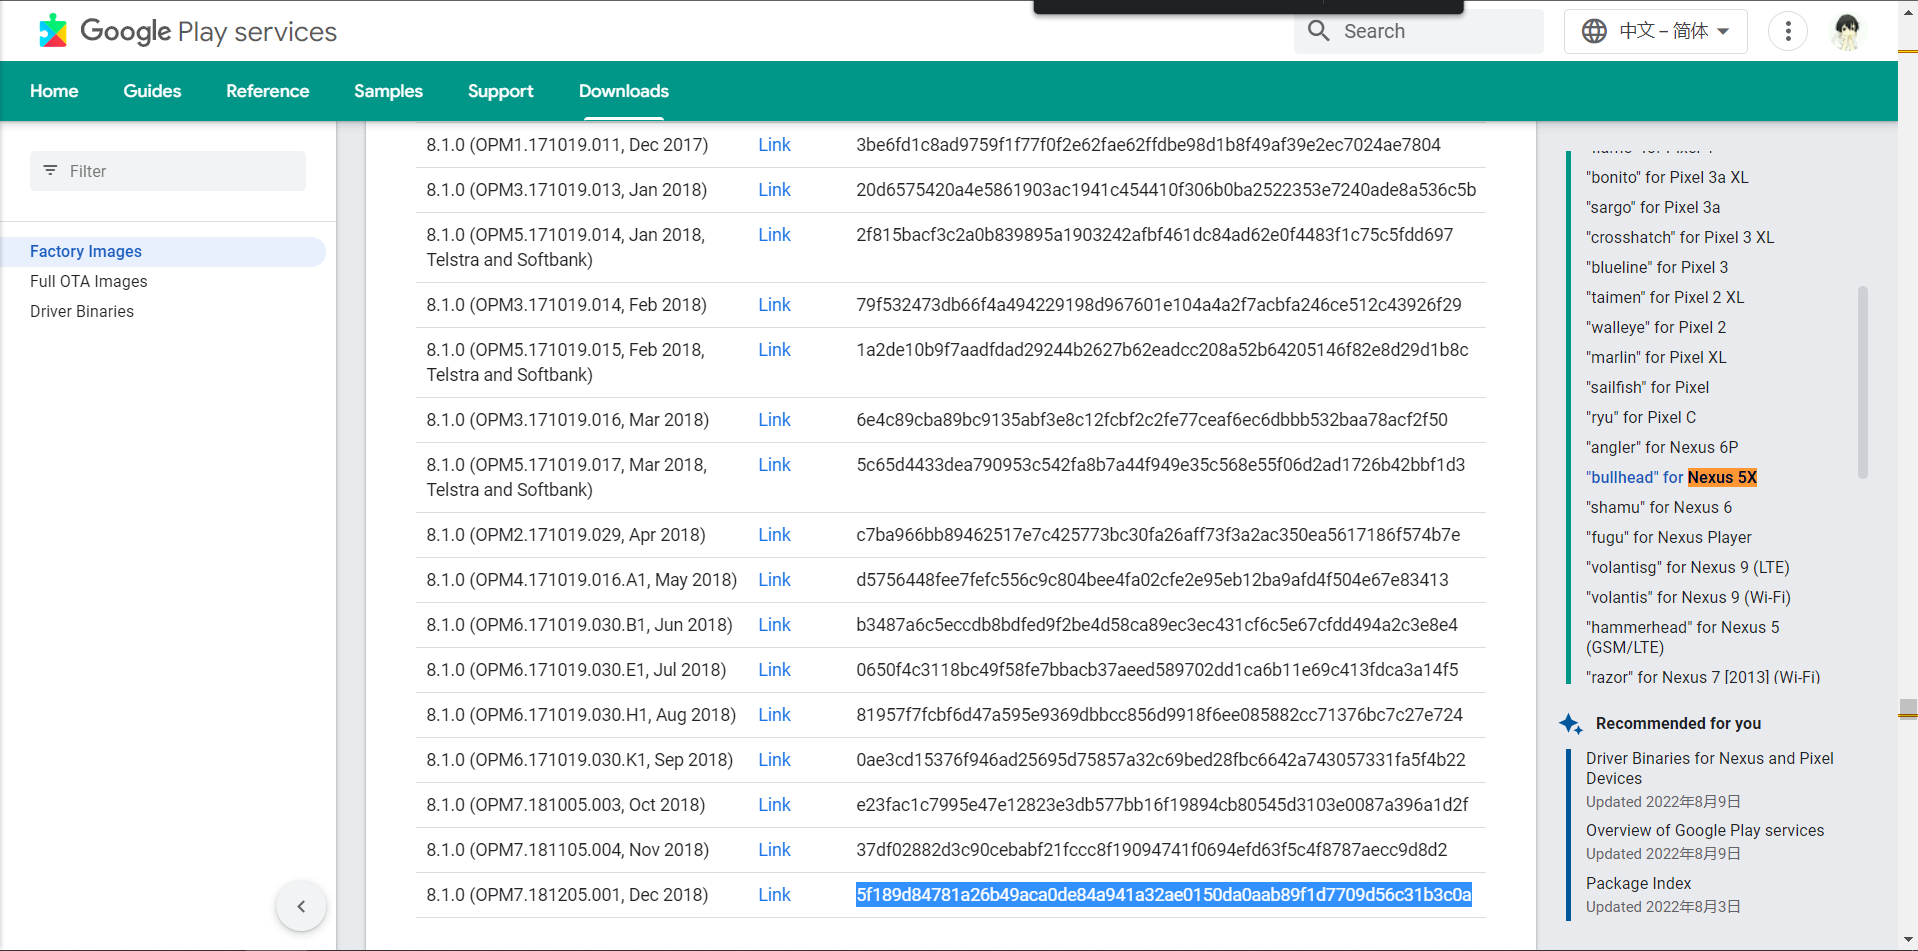 Google Play services
Search
中文 – 简体
Home
Guides
Reference
Samples
Support
Downloads
Filter
Factory Images
Full OTA Images
Driver Binaries
8.1.0 (OPM1.171019.011, Dec 2017) Link 3be6fd1c8ad9759f1f77f0f2e62fae62ffdbe98d1b8f49af39e2ec7024ae7804
8.1.0 (OPM3.171019.013, Jan 2018) Link 20d6575420a4e5861903ac1941c454410f306b0ba2522353e7240ade8a536c5b
8.1.0 (OPM5.171019.014, Jan 2018, Link 2f815bacf3c2a0b839895a1903242afbf461dc84ad62e0f4483f1c75c5fdd697
Telstra and Softbank)
8.1.0 (OPM3.171019.014, Feb 2018) Link 79f532473db66f4a494229198d967601e104a4a2f7acbfa246ce512c43926f29
8.1.0 (OPM5.171019.015, Feb 2018, Link 1a2de10b9f7aadfdad29244b2627b62eadcc208a52b64205146f82e8d29d1b8c
Telstra and Softbank)
8.1.0 (OPM3.171019.016, Mar 2018) Link 6e4c89cba89bc9135abf3e8c12fcbf2c2fe77ceaf6ec6dbbb532baa78acf2f50
8.1.0 (OPM5.171019.017, Mar 2018, Link 5c65d4433dea790953c542fa8b7a44f949e35c568e55f06d2ad1726b42bbf1d3
Telstra and Softbank)
8.1.0 (OPM2.171019.029, Apr 2018) Link c7ba966bb89462517e7c425773bc30fa26aff73f3a2ac350ea5617186f574b7e
8.1.0 (OPM4.171019.016.A1, May 2018) Link d5756448fee7fefc556c9c804bee4fa02cfe2e95eb12ba9afd4f504e67e83413
8.1.0 (OPM6.171019.030.B1, Jun 2018) Link b3487a6c5eccdb8bdfed9f2be4d58ca89ec3ec431cf6c5e67cfdd494a2c3e8e4
8.1.0 (OPM6.171019.030.E1, Jul 2018) Link 0650f4c3118bc49f58fe7bbacb37aeed589702dd1ca6b11e69c413fdca3a14f5
8.1.0 (OPM6.171019.030.H1, Aug 2018) Link 81957f7fcbf6d47a595e9369dbbcc856d9918f6ee085882cc71376bc7c27e724
8.1.0 (OPM6.171019.030.K1, Sep 2018) Link 0ae3cd15376f946ad25695d75857a32c69bed28fbc6642a743057331fa5f4b22
8.1.0 (OPM7.181005.003, Oct 2018) Link e23fac1c7995e47e12823e3db577bb16f19894cb80545d3103e0087a396a1d2f
8.1.0 (OPM7.181105.004, Nov 2018) Link 37df02882d3c90cebabf21fccc8f19094741f0694efd63f5c4f8787aecc9d8d2
8.1.0 (OPM7.181205.001, Dec 2018) Link 5f189d84781a26b49aca0de84a941a32ae0150da0aab89f1d7709d56c31b3c0a
"bonito" for Pixel 3a XL
"sargo" for Pixel 3a
"crosshatch" for Pixel 3 XL
"blueline" for Pixel 3
"taimen" for Pixel 2 XL
"walleye" for Pixel 2
"marlin" for Pixel XL
"sailfish" for Pixel
"ryu" for Pixel C
"angler" for Nexus 6P
"bullhead" for Nexus 5X
"shamu" for Nexus 6
"fugu" for Nexus Player
"volantisg" for Nexus 9 (LTE)
"volantis" for Nexus 9 (Wi-Fi)
"hammerhead" for Nexus 5
(GSM/LTE)
"razor" for Nexus 7 [2013] (Wi-Fi)
Recommended for you
Driver Binaries for Nexus and Pixel
Devices
Updated 2022年8月9日
Overview of Google Play services
Updated 2022年8月9日
Package Index
Updated 2022年8月3日